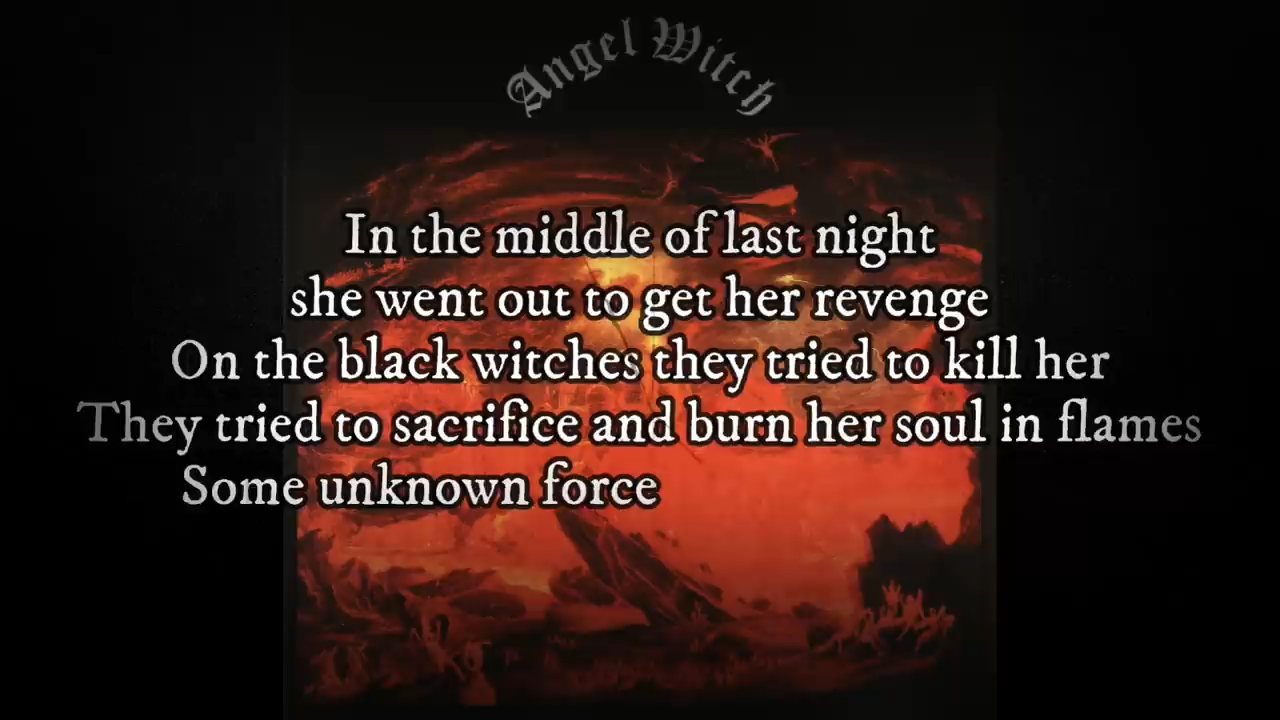 Angel Witch
In the middle of last night
she went out to get her revenge
On the black witches they tried to kill her
They tried to sacrifice and burn her soul in flames
Some unknown force